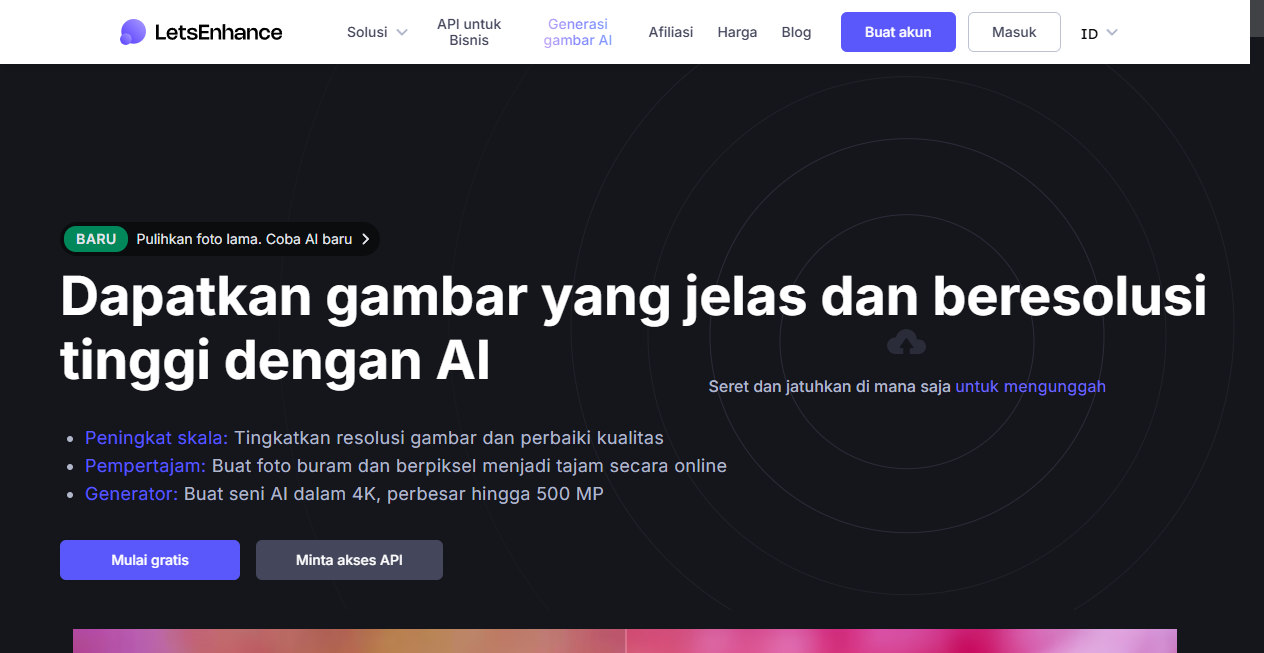 LetsEnhance
Solusi
API untuk
Bisnis
Generasi
gambar AI
Afiliasi
Harga
Blog
Buat akun
Masuk
ID
BARU Pulihkan foto lama. Coba AI baru
Dapatkan gambar yang jelas dan beresolusi
tinggi dengan AI
Seret dan jatuhkan di mana saja untuk mengunggah
Peningkat skala: Tingkatkan resolusi gambar dan perbaiki kualitas
Pempertajam: Buat foto buram dan berpiksel menjadi tajam secara online
Generator: Buat seni AI dalam 4K, perbesar hingga 500 MP
Mulai gratis
Minta akses API